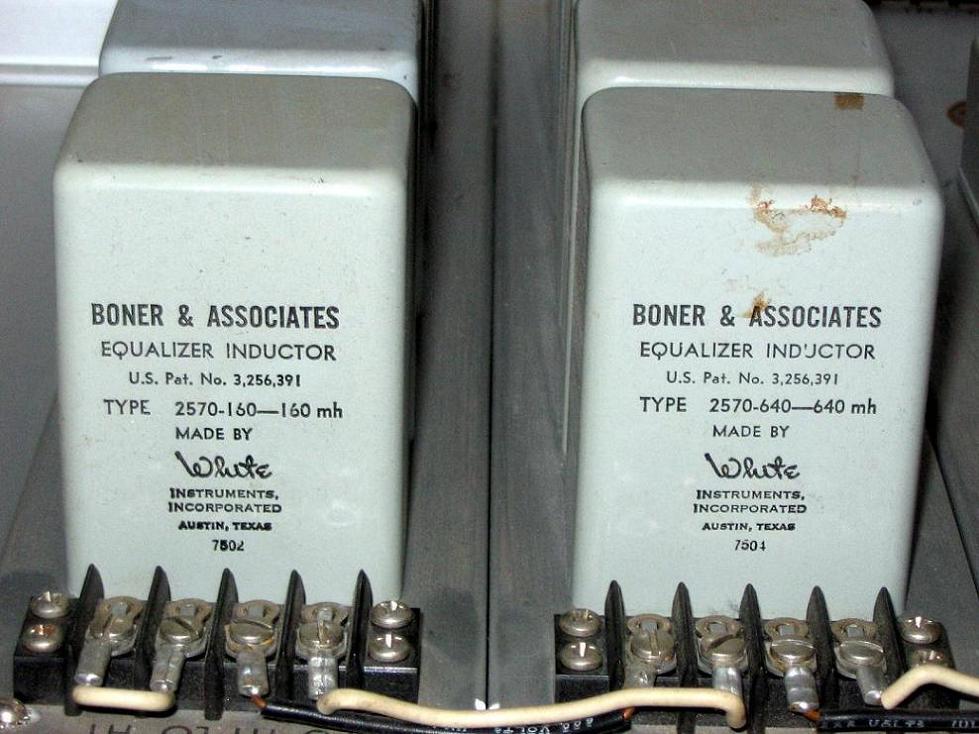 BONER & ASSOCIATES
EQUALIZER INDUCTOR
U.S. Pat. No. 3,256,391
TYPE 2570-160—160 mh
MADE BY
White
INSTRUMENTS,
INCORPORATED
AUSTIN, TEXAS
7502
BONER & ASSOCIATES
EQUALIZER INDUCTOR
U.S. Pat. No. 3,256,391
TYPE 2570-640—640 mh
MADE BY
White
INSTRUMENTS,
INCORPORATED
AUSTIN, TEXAS
7504
VOLTS
VOLTS